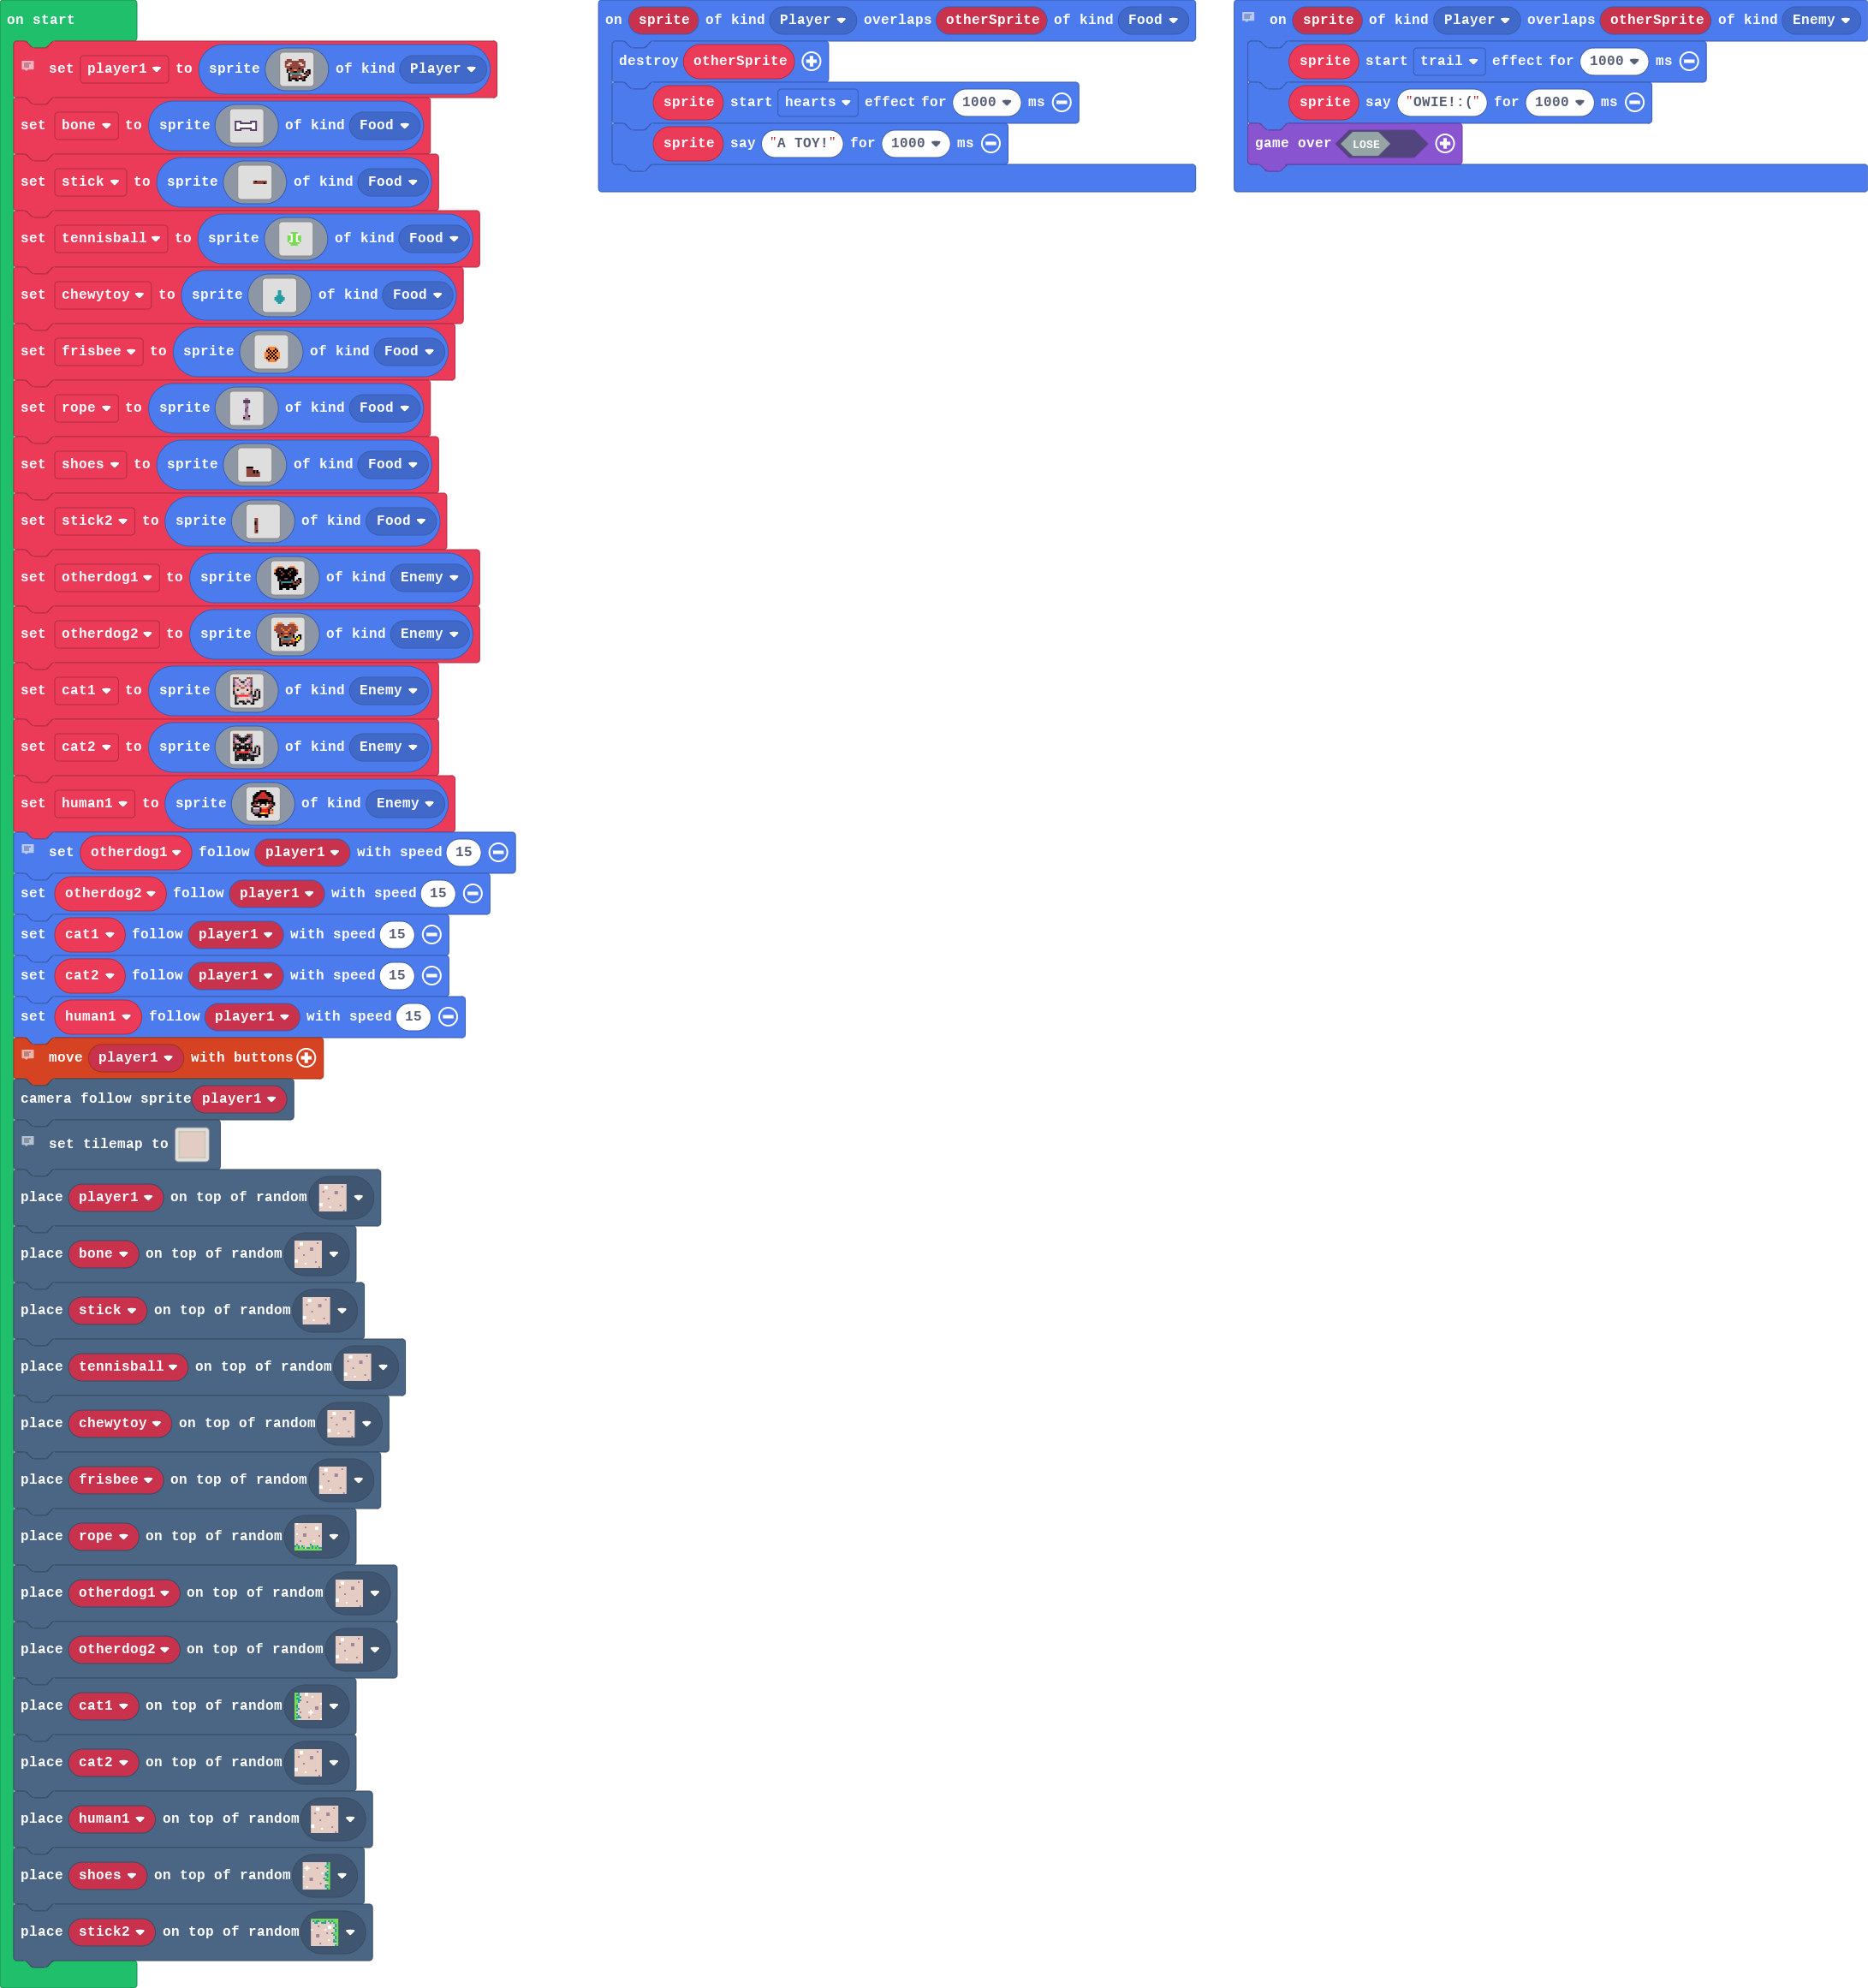 on start
set player1 to sprite of kind Player
set bone to sprite of kind Food
set stick to sprite of kind Food
set tennisball to sprite of kind Food
set chewytoy to sprite of kind Food
set frisbee to sprite of kind Food
set rope to sprite of kind Food
set shoes to sprite of kind Food
set stick2 to sprite of kind Food
set otherdog1 to sprite of kind Enemy
set otherdog2 to sprite of kind Enemy
set cat1 to sprite of kind Enemy
set cat2 to sprite of kind Enemy
set human1 to sprite of kind Enemy
set otherdog1 follow player1 with speed 15
set otherdog2 follow player1 with speed 15
set cat1 follow player1 with speed 15
set cat2 follow player1 with speed 15
set human1 follow player1 with speed 15
move player1 with buttons
camera follow sprite player1
set tilemap to
place player1 on top of random
place bone on top of random
place stick on top of random
place tennisball on top of random
place chewytoy on top of random
place frisbee on top of random
place rope on top of random
place otherdog1 on top of random
place otherdog2 on top of random
place cat1 on top of random
place cat2 on top of random
place human1 on top of random
place shoes on top of random
place stick2 on top of random
on sprite of kind Player overlaps otherSprite of kind Food
destroy otherSprite
sprite start hearts effect for 1000 ms
sprite say "A TOY!" for 1000 ms
on sprite of kind Player overlaps otherSprite of kind Enemy
sprite start trail effect for 1000 ms
sprite say "OWIE!:(" for 1000 ms
game over LOSE